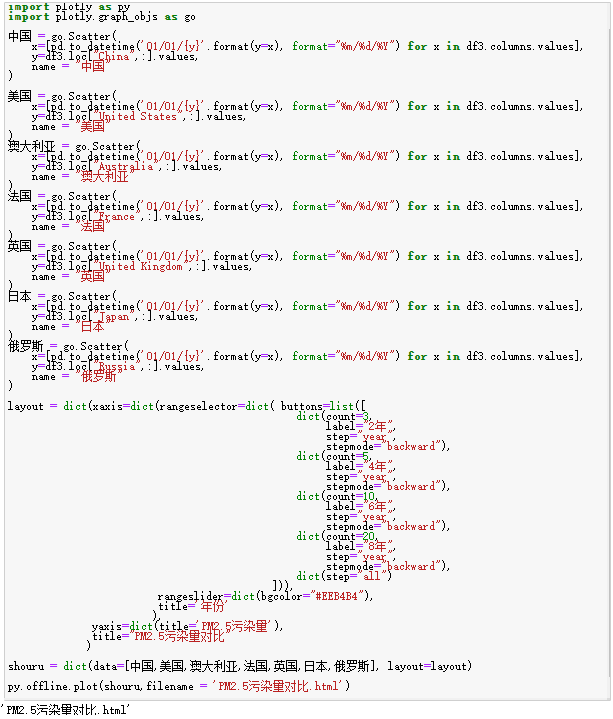 import plotly as py
import plotly.graph_objs as go
中国 = go.Scatter(
x=[pd.to_datetime('01/01/{y}'.format(y=x), format="%m/%d/%Y") for x in df3.columns.values],
y=df3.loc["China",:].values,
name = "中国"
)
美国 = go.Scatter(
x=[pd.to_datetime('01/01/{y}'.format(y=x), format="%m/%d/%Y") for x in df3.columns.values],
y=df3.loc["United States",:].values,
name = "美国"
)
澳大利亚 = go.Scatter(
x=[pd.to_datetime('01/01/{y}'.format(y=x), format="%m/%d/%Y") for x in df3.columns.values],
y=df3.loc["Australia",:].values,
name = "澳大利亚"
)
法国 = go.Scatter(
x=[pd.to_datetime('01/01/{y}'.format(y=x), format="%m/%d/%Y") for x in df3.columns.values],
y=df3.loc["France",:].values,
name = "法国"
)
英国 = go.Scatter(
x=[pd.to_datetime('01/01/{y}'.format(y=x), format="%m/%d/%Y") for x in df3.columns.values],
y=df3.loc["United Kingdom",:].values,
name = "英国"
)
日本 = go.Scatter(
x=[pd.to_datetime('01/01/{y}'.format(y=x), format="%m/%d/%Y") for x in df3.columns.values],
y=df3.loc["Japan",:].values,
name = "日本"
)
俄罗斯 = go.Scatter(
x=[pd.to_datetime('01/01/{y}'.format(y=x), format="%m/%d/%Y") for x in df3.columns.values],
y=df3.loc["Russia",:].values,
name = "俄罗斯"
)
layout = dict(xaxis=dict(rangeselector=dict( buttons=list([
dict(count=3,
label="2年",
step="year",
stepmode="backward"),
dict(count=5,
label="4年",
step="year",
stepmode="backward"),
dict(count=10,
label="6年",
step="year",
stepmode="backward"),
dict(count=20,
label="8年",
step="year",
stepmode="backward"),
dict(step="all")
])),
rangeslider=dict(bgcolor="#EEB4B4"),
title='年份'
),
yaxis=dict(title='PM2.5污染量'),
title="PM2.5污染量对比"
)
shouru = dict(data=[中国,美国,澳大利亚,法国,英国,日本,俄罗斯], layout=layout)
py.offline.plot(shouru,filename = 'PM2.5污染量对比.html')
'PM2.5污染量对比.html'